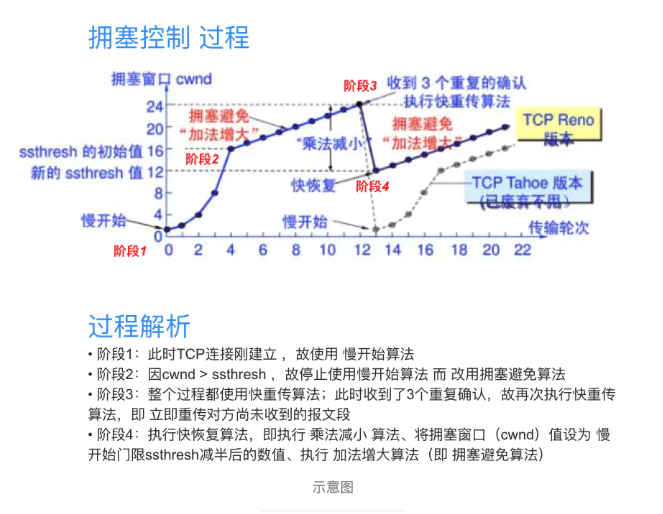 拥塞控制 过程
拥塞窗口 cwnd
阶段3
收到 3 个重复的确认
执行快重传算法
24
20
ssthresh 的初始值 16
新的 ssthresh 值 12
8
4
0
拥塞避免
“加法增大”
阶段2
“乘法减小”
拥塞避免
“加法增大”
TCP Reno
版本
快恢复
阶段4
TCP Tahoe 版本
(已废弃不用)
慢开始
慢开始
传输轮次
阶段1
0 2 4 6 8 10 12 14 16 18 20 22
过程解析
• 阶段1：此时TCP连接刚建立 ，故使用 慢开始算法
• 阶段2：因cwnd > ssthresh ，故停止使用慢开始算法 而 改用拥塞避免算法
• 阶段3：整个过程都使用快重传算法；此时收到了3个重复确认，故再次执行快重传
算法，即 立即重传对方尚未收到的报文段
• 阶段4：执行快恢复算法，即执行 乘法减小 算法、将拥塞窗口（cwnd）值设为 慢
开始门限ssthresh减半后的数值、执行 加法增大算法（即 拥塞避免算法）
示意图